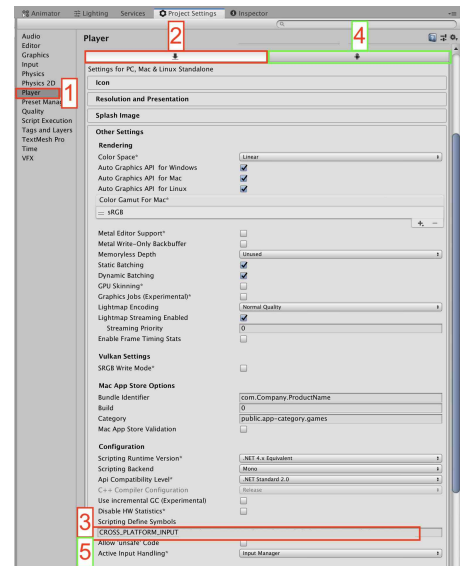 Animator
Lighting
Services
Project Settings
Inspector
Audio
Editor
Graphics
Input
Physics
Physics 2D
Player
Preset Manag
Quality
Script Execution
Tags and Layers
TextMesh Pro
Time
VFX
1
Player
2
4
Settings for PC, Mac & Linux Standalone
Icon
Resolution and Presentation
Splash Image
Other Settings
Rendering
Color Space* Linear
Auto Graphics API for Windows
Auto Graphics API for Mac
Auto Graphics API for Linux
Color Gamut For Mac*
= sRGB
+ -
Metal Editor Support*
Metal Write-Only Backbuffer
Memoryless Depth Unused
Static Batching
Dynamic Batching
GPU Skinning*
Graphics Jobs (Experimental)*
Lightmap Encoding Normal Quality
Lightmap Streaming Enabled
Streaming Priority 0
Enable Frame Timing Stats
Vulkan Settings
SRGB Write Mode*
Mac App Store Options
Bundle Identifier com.Company.ProductName
Build 0
Category public.app-category.games
Mac App Store Validation
Configuration
Scripting Runtime Version* .NET 4.x Equivalent
Scripting Backend Mono
Api Compatibility Level* .NET Standard 2.0
C++ Compiler Configuration Release
Use incremental GC (Experimental)
Disable HW Statistics*
Scripting Define Symbols
3 CROSS_PLATFORM_INPUT
Allow 'unsafe' Code
5 Active Input Handling* Input Manager